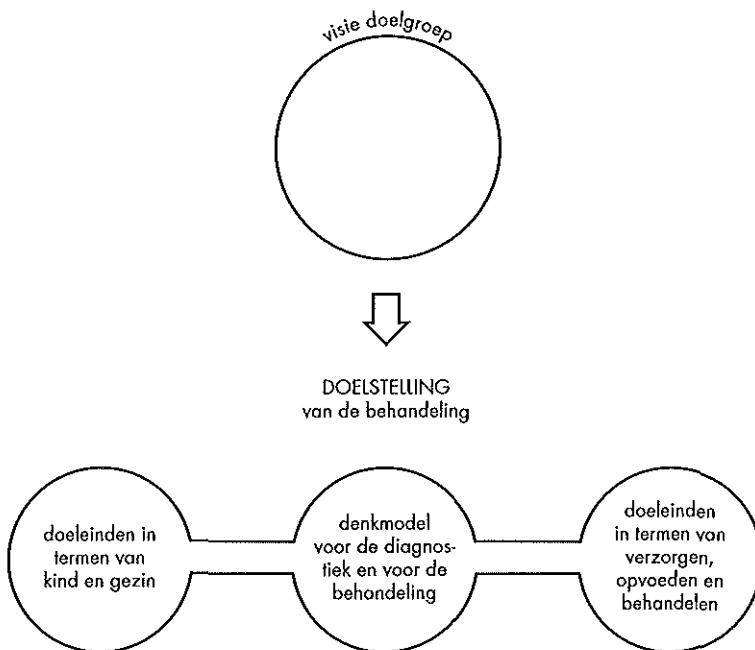 visie doelgroep
DOELSTELLING
van de behandeling
doeleinden in
termen van
kind en gezin
denkmodel
voor de diagnos-
tiek en voor de
behandeling
doeleinden
in termen van
verzorgen,
opvoeden en
behandelen